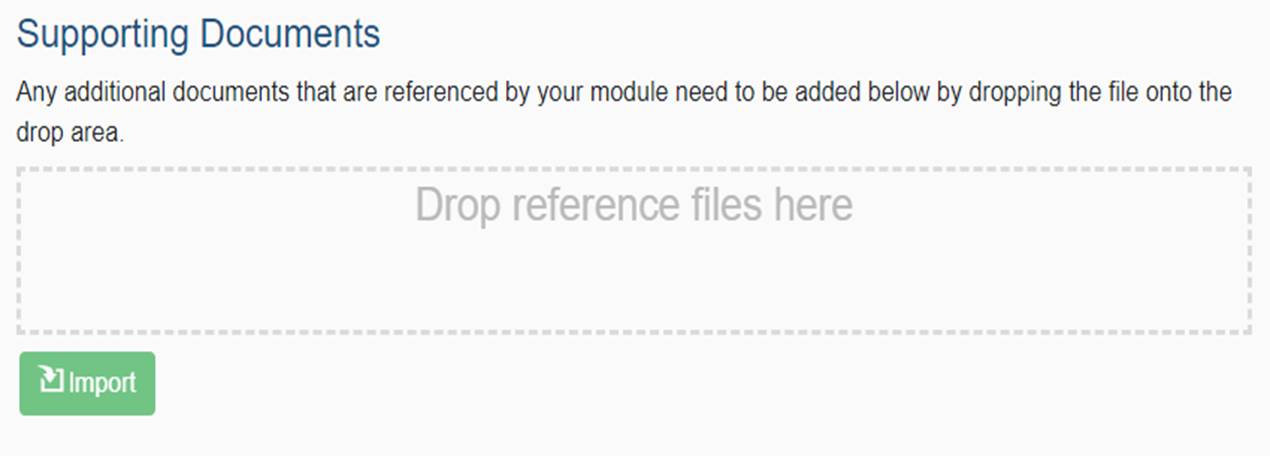 Supporting Documents
Any additional documents that are referenced by your module need to be added below by dropping the file onto the
drop area.
Drop reference files here
Import